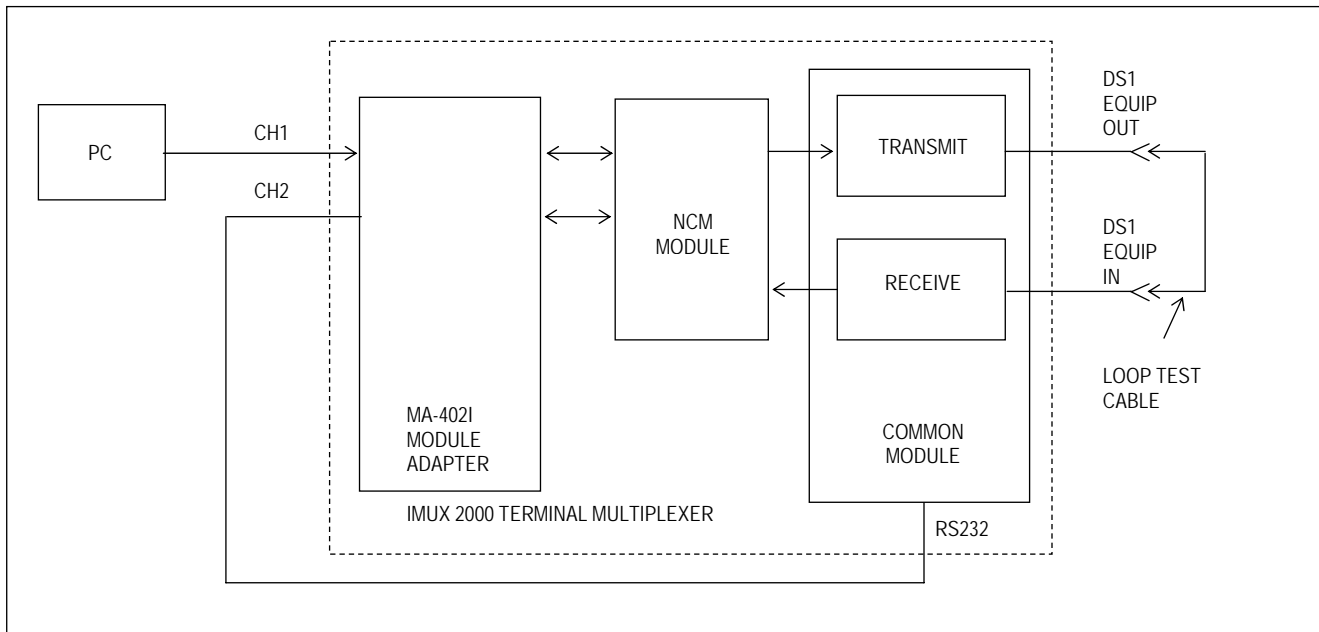 PC
CH1
CH2
MA-402I
MODULE
ADAPTER
NCM
MODULE
TRANSMIT
RECEIVE
COMMON
MODULE
IMUX 2000 TERMINAL MULTIPLEXER
RS232
DS1
EQUIP
OUT
DS1
EQUIP
IN
LOOP TEST
CABLE